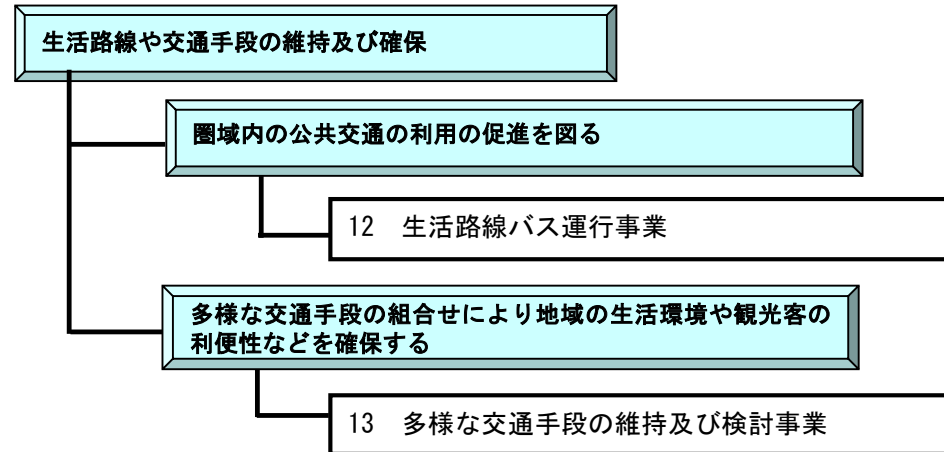 生活路線や交通手段の維持及び確保
圏域内の公共交通の利用の促進を図る
12　生活路線バス運行事業
多様な交通手段の組合せにより地域の生活環境や観光客の
利便性などを確保する
13　多様な交通手段の維持及び検討事業